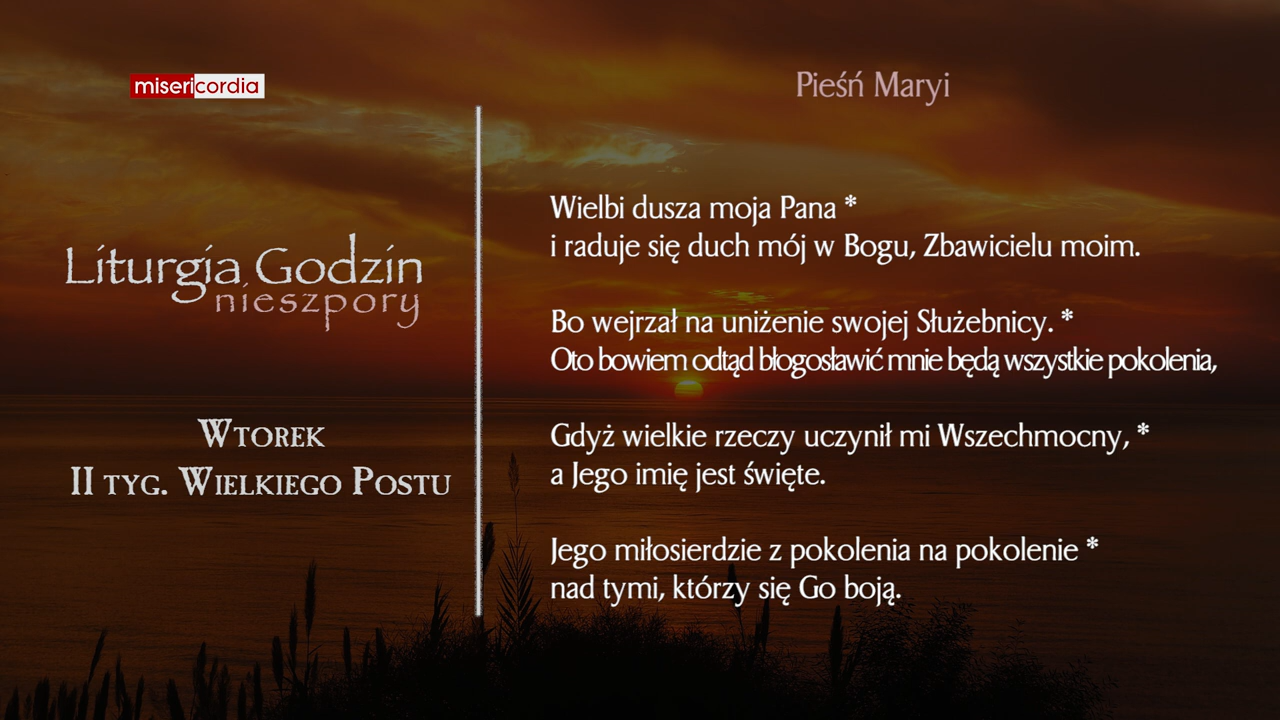 misericordia
Liturgia Godzin
nieszpory
Wtorek
II tyg. Wielkiego Postu
Pieśń Maryi
Wielbi dusza moja Pana *
i raduje się duch mój w Bogu, Zbawicielu moim.
Bo wejrzał na uniżenie swojej Służebnicy. *
Oto bowiem odtąd błogosławić mnie będą wszystkie pokolenia,
Gdyż wielkie rzeczy uczynił mi Wszechmocny, *
a Jego imię jest święte.
Jego miłosierdzie z pokolenia na pokolenie *
nad tymi, którzy się Go boją.